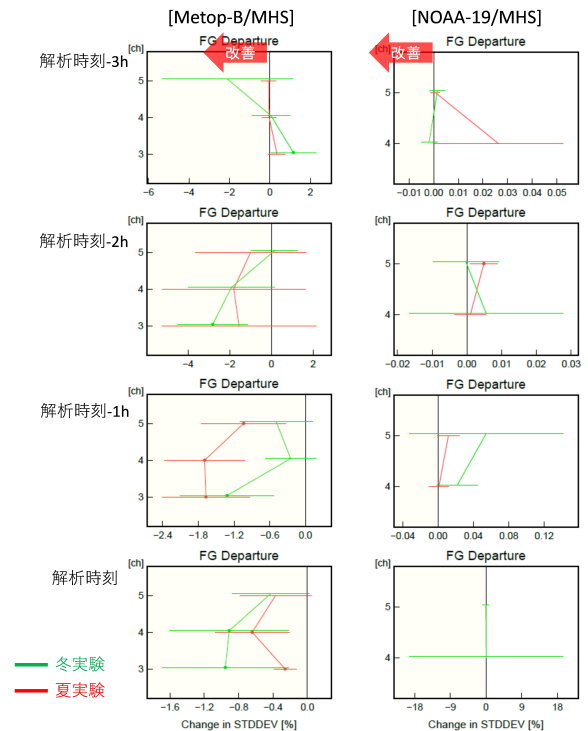 [Metop-B/MHS] [NOAA-19/MHS]
解析時刻-3h
[ch] FG Departure
改善
5
4
3
−6 −4 −2 0 2
[ch] FG Departure
改善
5
4
−0.01 0.00 0.01 0.02 0.03 0.04 0.05
解析時刻-2h
[ch] FG Departure
5
4
3
−4 −2 0 2
[ch] FG Departure
5
4
−0.02 −0.01 0.00 0.01 0.02 0.03
解析時刻-1h
[ch] FG Departure
5
4
3
−2.4 −1.8 −1.2 −0.6 0.0
[ch] FG Departure
5
4
−0.04 0.00 0.04 0.08 0.12
解析時刻
[ch] FG Departure
5
4
3
−1.6 −1.2 −0.8 −0.4 0.0
Change in STDDEV [%]
[ch] FG Departure
5
4
−18 −9 0 9 18
Change in STDDEV [%]
冬実験
夏実験